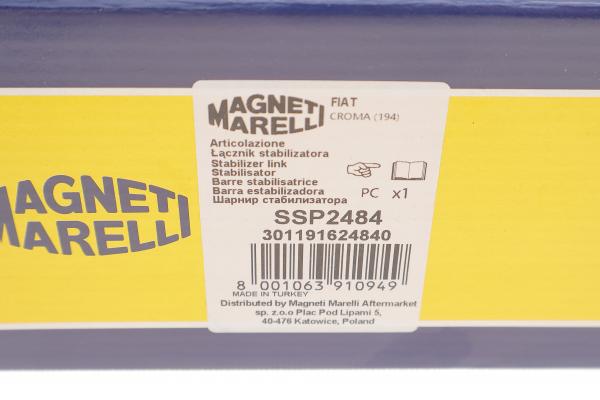 MAGNETI
MARELLI
FIAT
CROMA (194)
Articolazione
Łącznik stabilizatora
Stabilizer link
Stabilisator
Barre stabilisatrice
Barra estabilizadora
Шарнир стабилизатора
PC x1
SSP2484
301191624840
8 001063 910949
MADE IN TURKEY
Distributed by Magneti Marelli Aftermarket
sp. z.o.o Plac Pod Lipami 5,
40-476 Katowice, Poland
MAGNETI
MARELLI